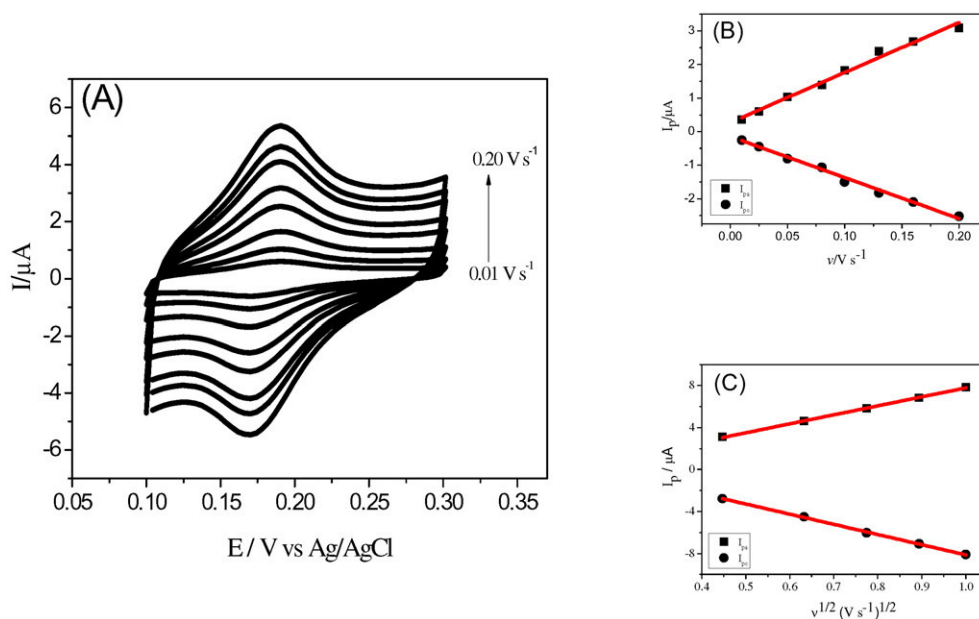 (A)
6
4
2
0
-2
-4
-6
I/μA
0.20 V s⁻¹
0.01 V s⁻¹
0.05 0.10 0.15 0.20 0.25 0.30 0.35
E / V vs Ag/AgCl
(B)
3
2
1
0
-1
-2
Ip/μA
Ipa
Ipc
0.00 0.05 0.10 0.15 0.20
v/V s⁻¹
(C)
8
4
0
-4
-8
Ip / μA
Ipa
Ipc
0.4 0.5 0.6 0.7 0.8 0.9 1.0
v¹/² (V s⁻¹)¹/²